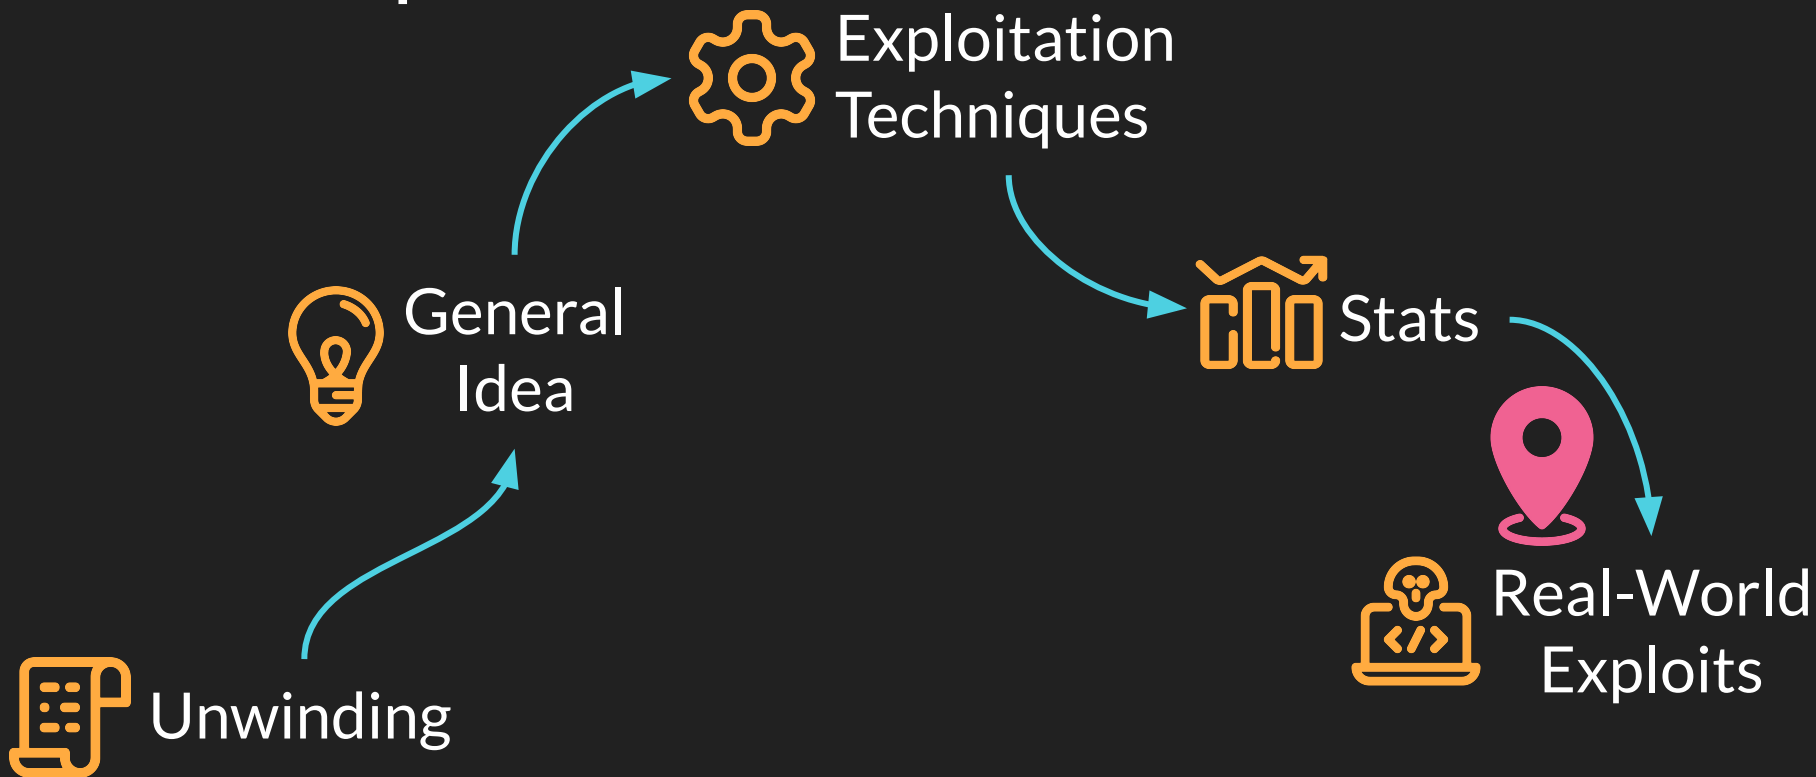 Exploitation
Techniques
General
Idea
Stats
Real-World
Exploits
Unwinding